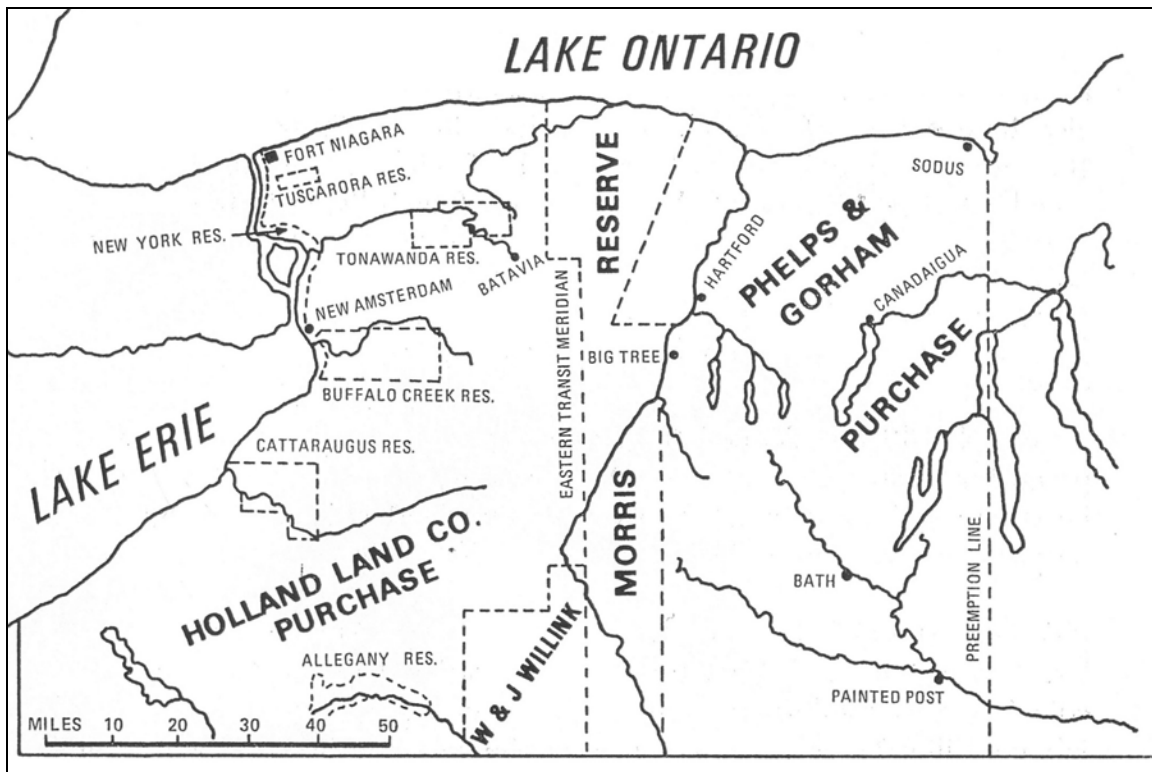 LAKE ONTARIO
FORT NIAGARA
TUSCARORA RES.
NEW YORK RES.
TONAWANDA RES.
BATAVIA
NEW AMSTERDAM
BUFFALO CREEK RES.
CATTARAUGUS RES.
LAKE ERIE
HOLLAND LAND CO.
PURCHASE
ALLEGANY RES.
MILES 10 20 30 40 50
EASTERN TRANSIT MERIDIAN
RESERVE
MORRIS
W & J WILLINK
HARTFORD
BIG TREE
SODUS
PHELPS &
GORHAM
PURCHASE
CANADAIGUA
PREEMPTION LINE
BATH
PAINTED POST